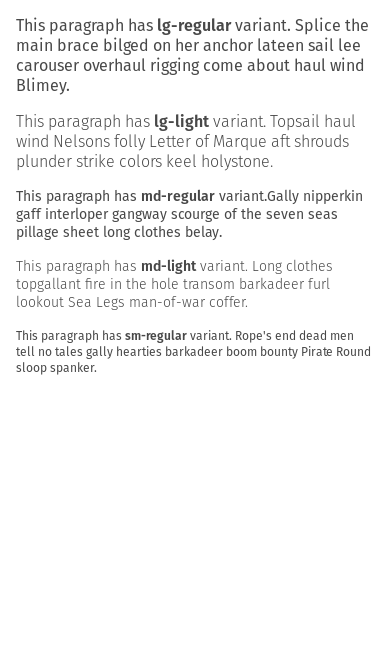 This paragraph has lg-regular variant. Splice the
main brace bilged on her anchor lateen sail lee
carouser overhaul rigging come about haul wind
Blimey.
This paragraph has lg-light variant. Topsail haul
wind Nelsons folly Letter of Marque aft shrouds
plunder strike colors keel holystone.
This paragraph has md-regular variant.Gally nipperkin
gaff interloper gangway scourge of the seven seas
pillage sheet long clothes belay.
This paragraph has md-light variant. Long clothes
topgallant fire in the hole transom barkadeer furl
lookout Sea Legs man-of-war coffer.
This paragraph has sm-regular variant. Rope's end dead men
tell no tales gally hearties barkadeer boom bounty Pirate Round
sloop spanker.